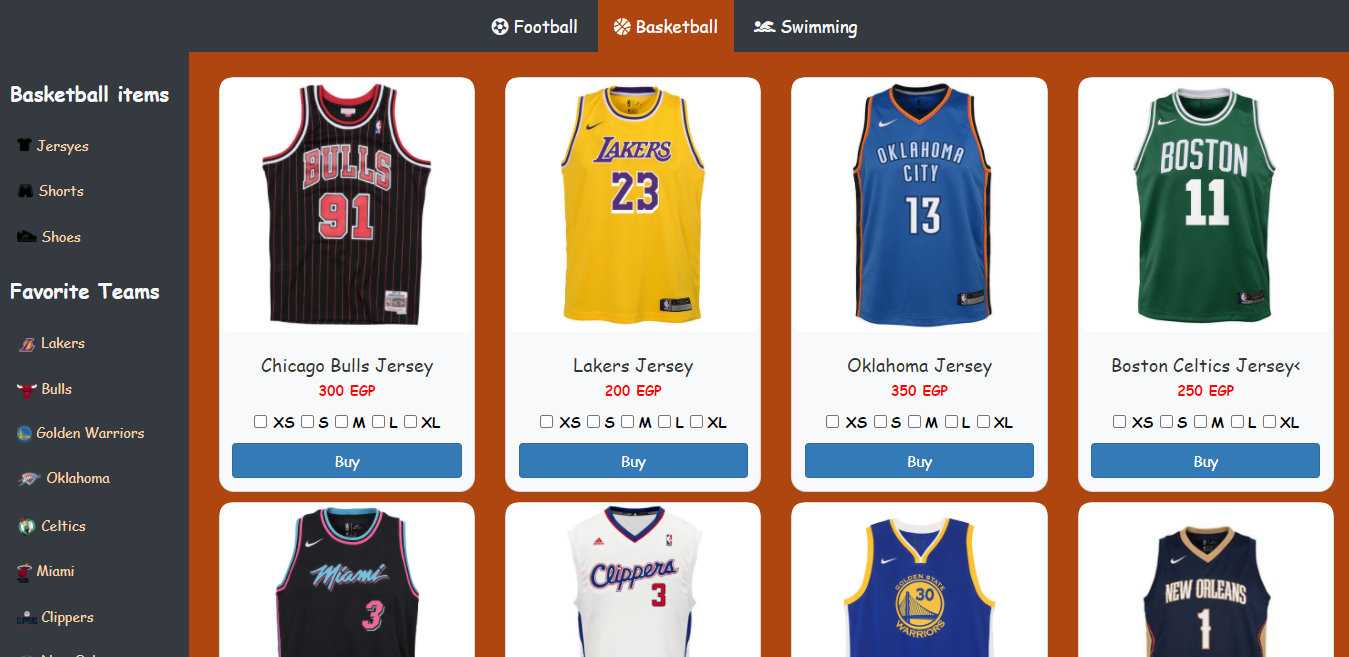 Football
Basketball
Swimming
Basketball items
Jersyes
Shorts
Shoes
Favorite Teams
Lakers
Bulls
Golden Warriors
Oklahoma
Celtics
Miami
Clippers
BULLS
91
Chicago Bulls Jersey
300 EGP
XS S M L XL
Buy
LAKERS
23
Lakers Jersey
200 EGP
XS S M L XL
Buy
OKLAHOMA
CITY
13
Oklahoma Jersey
350 EGP
XS S M L XL
Buy
BOSTON
11
Boston Celtics Jersey<
250 EGP
XS S M L XL
Buy
Miami
3
Clippers
3
GOLDEN STATE
30
WARRIORS
NEW ORLEANS
1